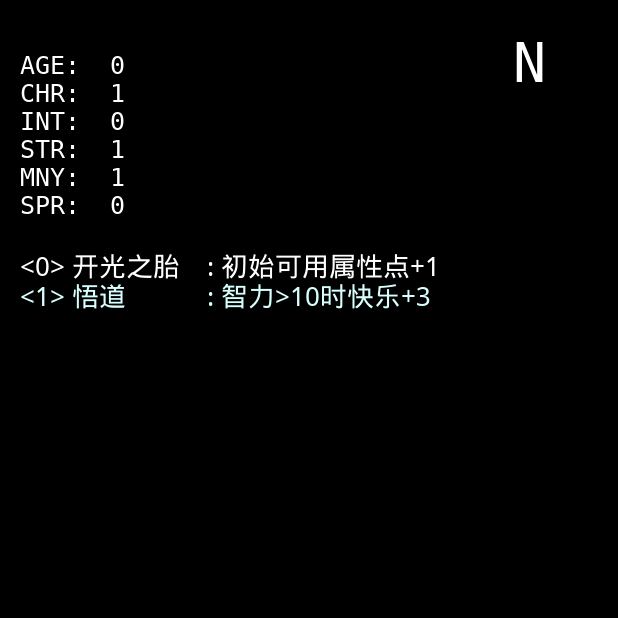 N
AGE: 0
CHR: 1
INT: 0
STR: 1
MNY: 1
SPR: 0
<0> 开光之胎 : 初始可用属性点+1
<1> 悟道 : 智力>10时快乐+3